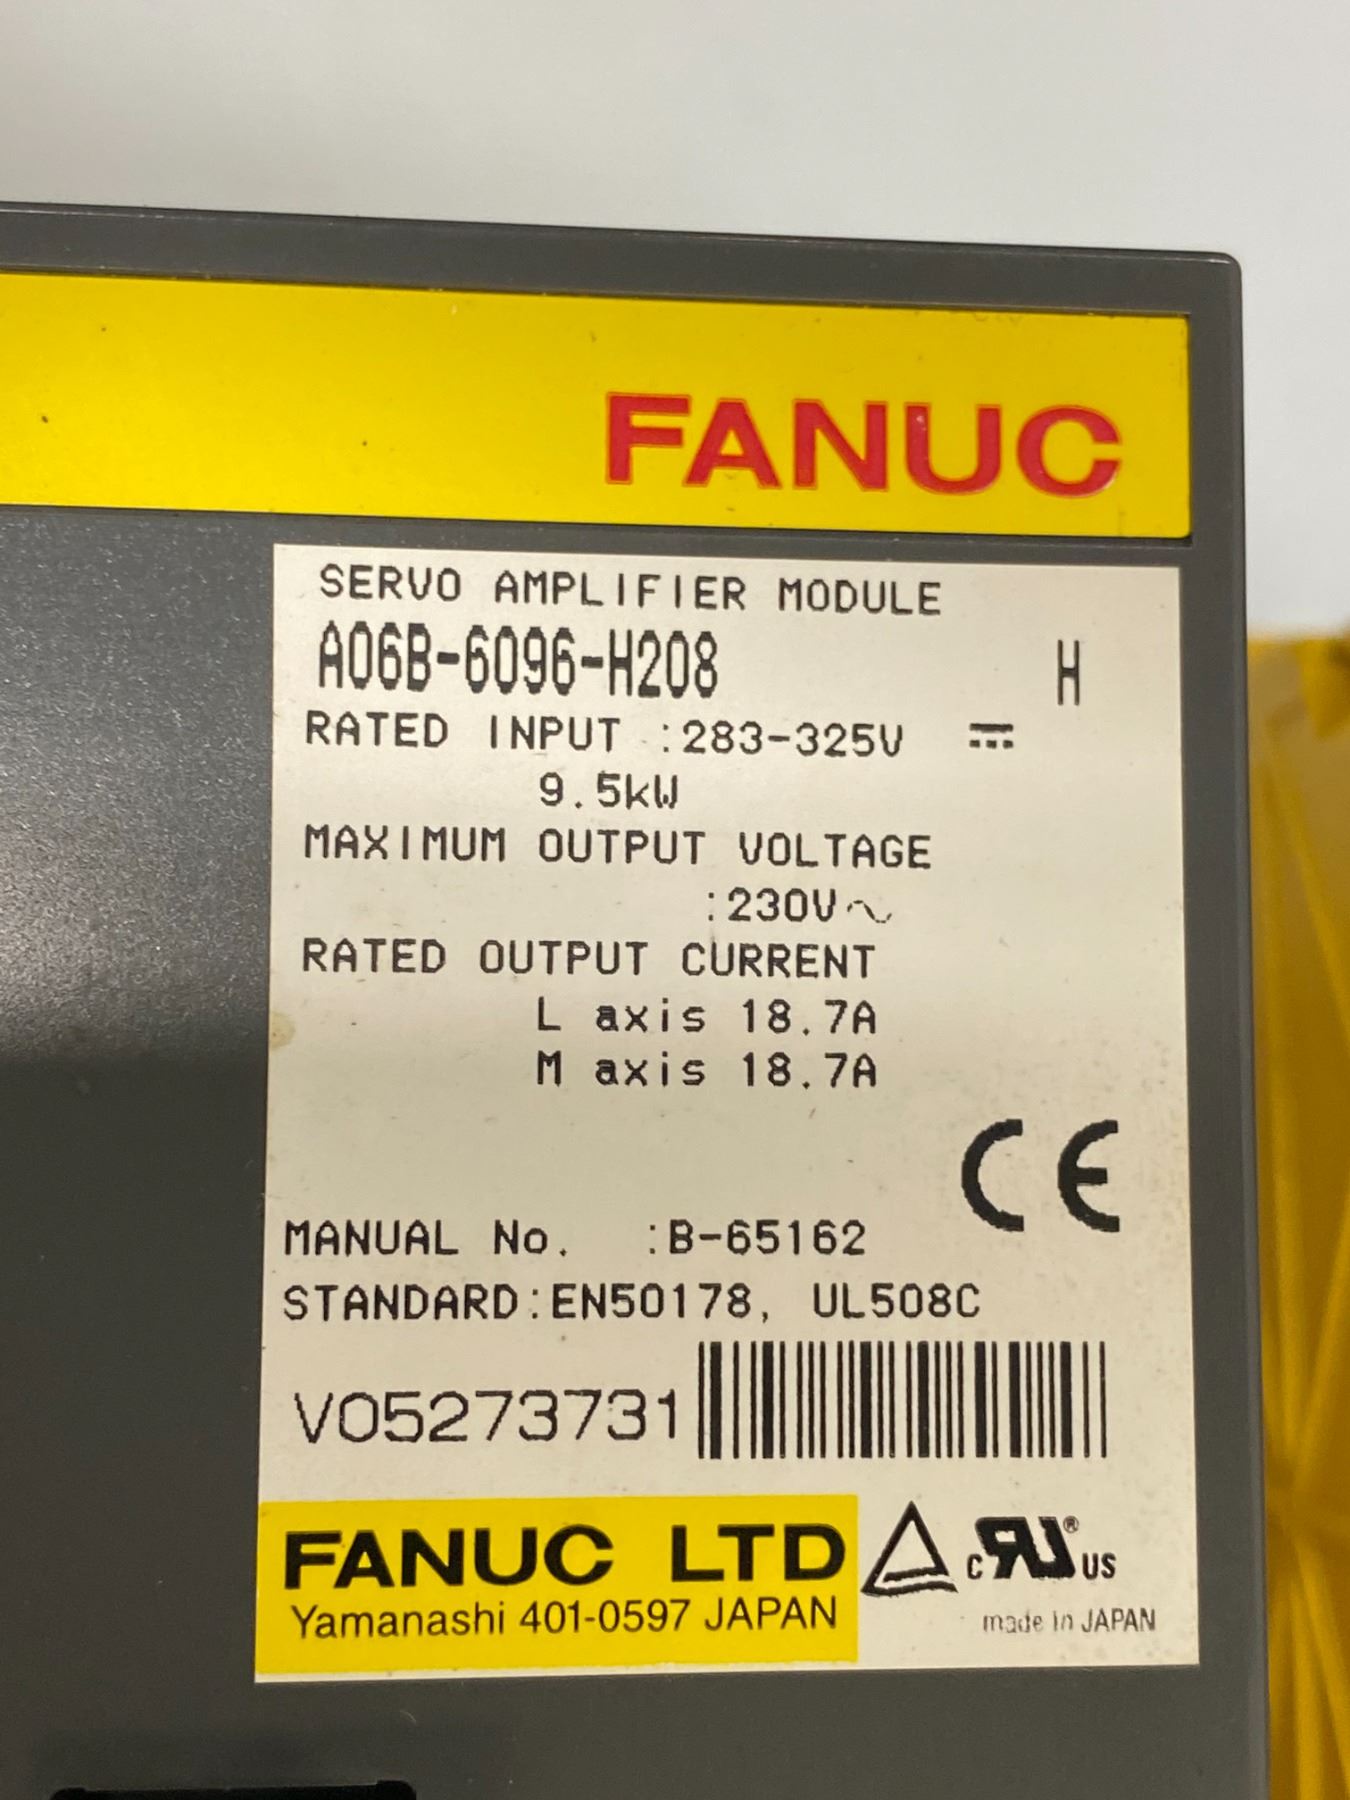 FANUC
SERVO AMPLIFIER MODULE
A06B-6096-H208 H
RATED INPUT :283-325V ⎓
9.5kW
MAXIMUM OUTPUT VOLTAGE
:230V～
RATED OUTPUT CURRENT
L axis 18.7A
M axis 18.7A
CE
MANUAL No. :B-65162
STANDARD:EN50178, UL508C
V05273731
FANUC LTD
Yamanashi 401-0597 JAPAN
c RU® US
made in JAPAN